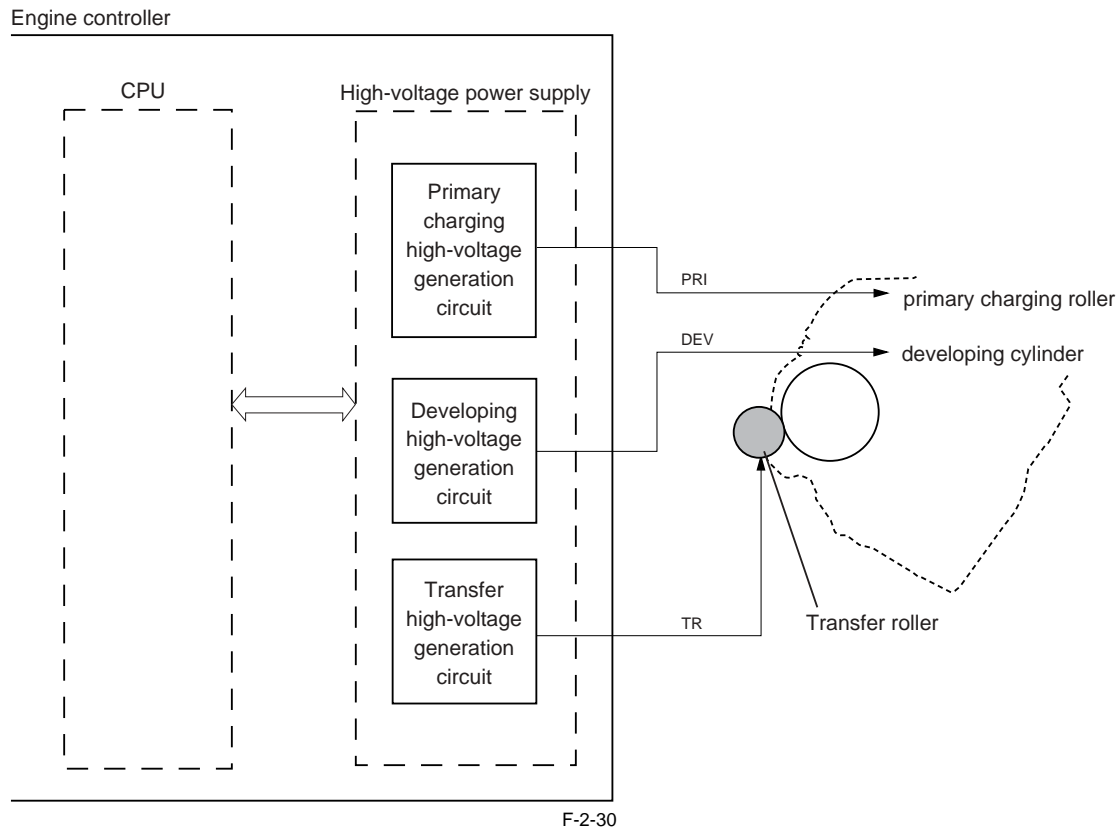 Engine controller
CPU
High-voltage power supply
Primary
charging
high-voltage
generation
circuit
PRI
primary charging roller
DEV
developing cylinder
Developing
high-voltage
generation
circuit
Transfer
high-voltage
generation
circuit
TR
Transfer roller
F-2-30